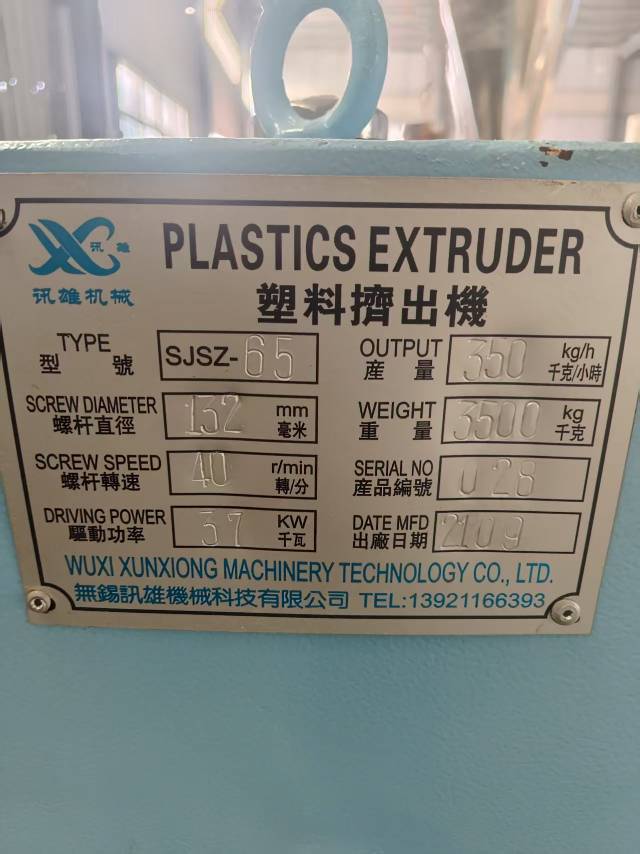 讯 雄
讯雄机械
PLASTICS EXTRUDER
塑料擠出機
TYPE SJSZ-65 OUTPUT 350 kg/h
型 號 産 量 千克/小時
SCREW DIAMETER 132 mm WEIGHT 3500 kg
螺杆直徑 毫米 重 量 千克
SCREW SPEED 40 r/min SERIAL NO 028
螺杆轉速 轉/分 産品編號
DRIVING POWER 37 KW DATE MFD 2109
驅動功率 千瓦 出廠日期
WUXI XUNXIONG MACHINERY TECHNOLOGY CO., LTD.
無錫訊雄機械科技有限公司 TEL:13921166393